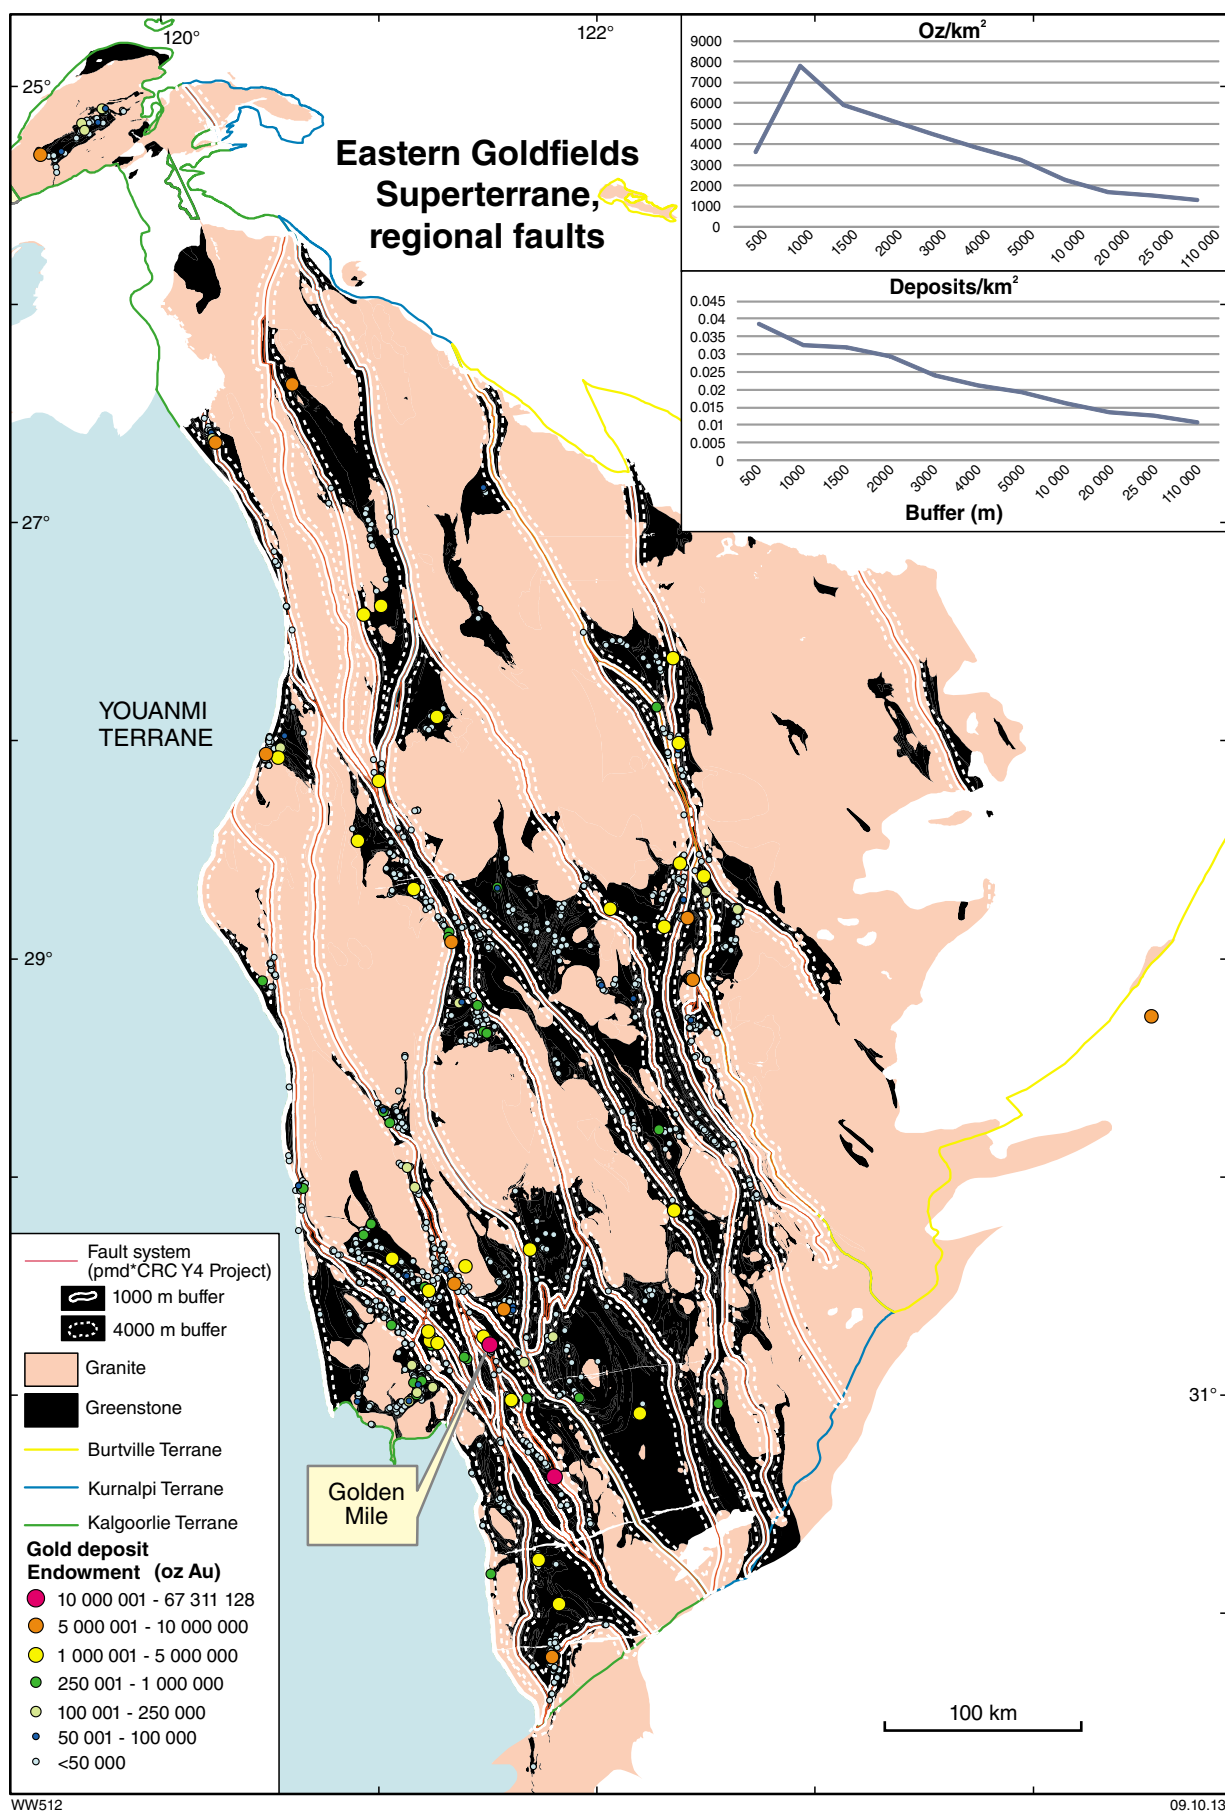 120°
122°
25°
Eastern Goldfields
Superterrane,
regional faults
Oz/km²
9000
8000
7000
6000
5000
4000
3000
2000
1000
0
500
1000
1500
2000
3000
4000
5000
10 000
20 000
25 000
110 000
Deposits/km²
0.045
0.04
0.035
0.03
0.025
0.02
0.015
0.01
0.005
0
500
1000
1500
2000
3000
4000
5000
10 000
20 000
25 000
110 000
Buffer (m)
27°
YOUANMI
TERRANE
29°
31°
Fault system
(pmd*CRC Y4 Project)
1000 m buffer
4000 m buffer
Granite
Greenstone
Burtville Terrane
Kurnalpi Terrane
Kalgoorlie Terrane
Gold deposit
Endowment (oz Au)
10 000 001 - 67 311 128
5 000 001 - 10 000 000
1 000 001 - 5 000 000
250 001 - 1 000 000
100 001 - 250 000
50 001 - 100 000
<50 000
Golden
Mile
100 km
WW512
09.10.13